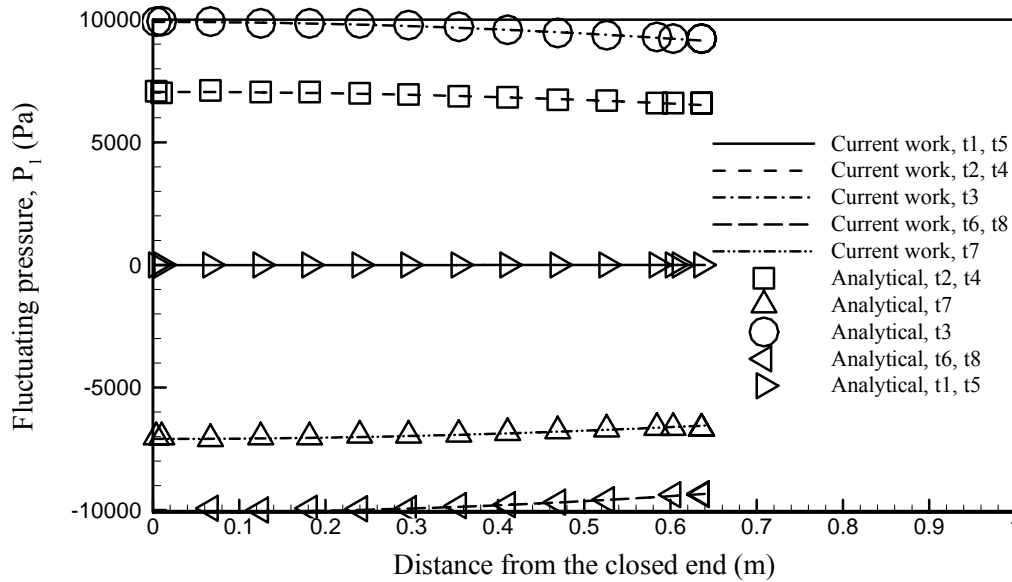 10000
5000
0
-5000
-10000
Fluctuating pressure, P1 (Pa)
0 0.1 0.2 0.3 0.4 0.5 0.6 0.7 0.8 0.9
Distance from the closed end (m)
Current work, t1, t5
Current work, t2, t4
Current work, t3
Current work, t6, t8
Current work, t7
Analytical, t2, t4
Analytical, t7
Analytical, t3
Analytical, t6, t8
Analytical, t1, t5